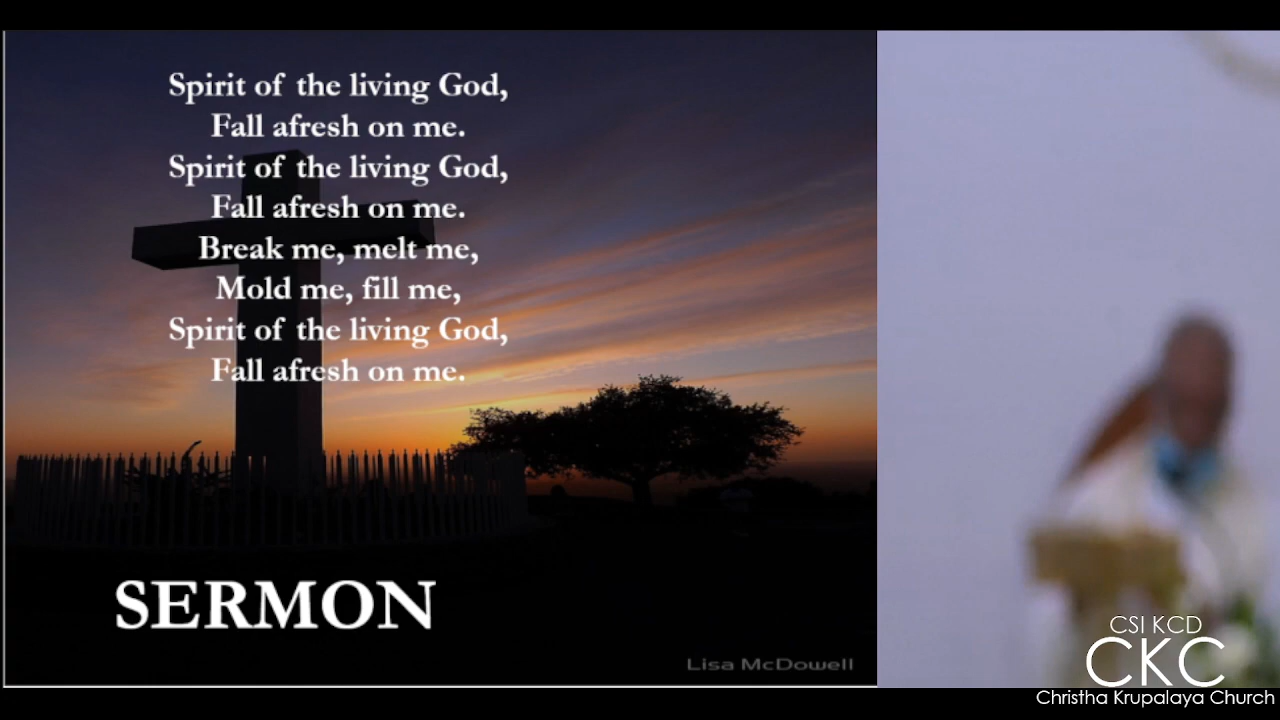 Spirit of the living God,
Fall afresh on me.
Spirit of the living God,
Fall afresh on me.
Break me, melt me,
Mold me, fill me,
Spirit of the living God,
Fall afresh on me.
SERMON
Lisa McDowell
CSI KCD
CKC
Christha Krupalaya Church